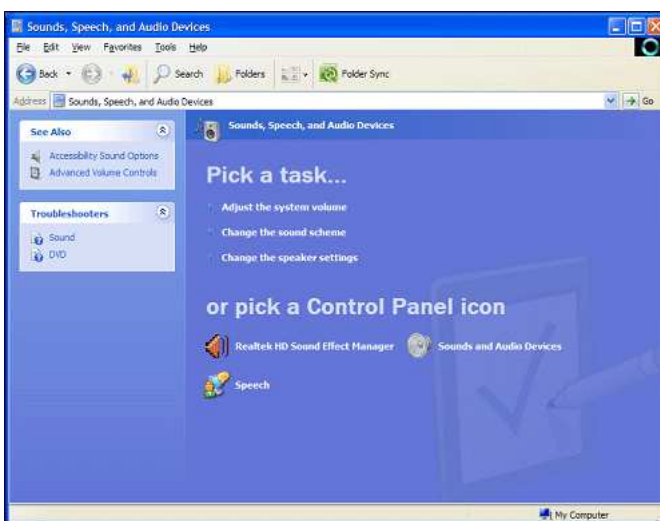 Sounds, Speech, and Audio Devices
File Edit View Favorites Tools Help
Back Search Folders Folder Sync
Address Sounds, Speech, and Audio Devices Go
See Also
Accessibility Sound Options
Advanced Volume Controls
Troubleshooters
Sound
DVD
Sounds, Speech, and Audio Devices
Pick a task...
Adjust the system volume
Change the sound scheme
Change the speaker settings
or pick a Control Panel icon
Realtek HD Sound Effect Manager Sounds and Audio Devices
Speech
My Computer